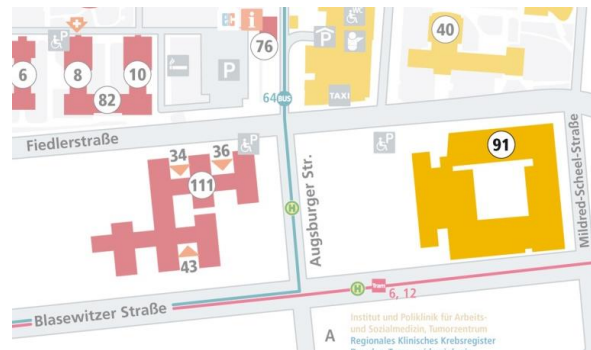 i
76
P
40
6
8
10
82
P
P
64
BUS
TAXI
Fiedlerstraße
34
36
P
P
91
111
Augsburger Str.
Mildred-Scheel-Straße
H
43
H
Tram
6, 12
Blasewitzer Straße
A
Institut und Poliklinik für Arbeits-
und Sozialmedizin, Tumorzentrum
Regionales Klinisches Krebsregister